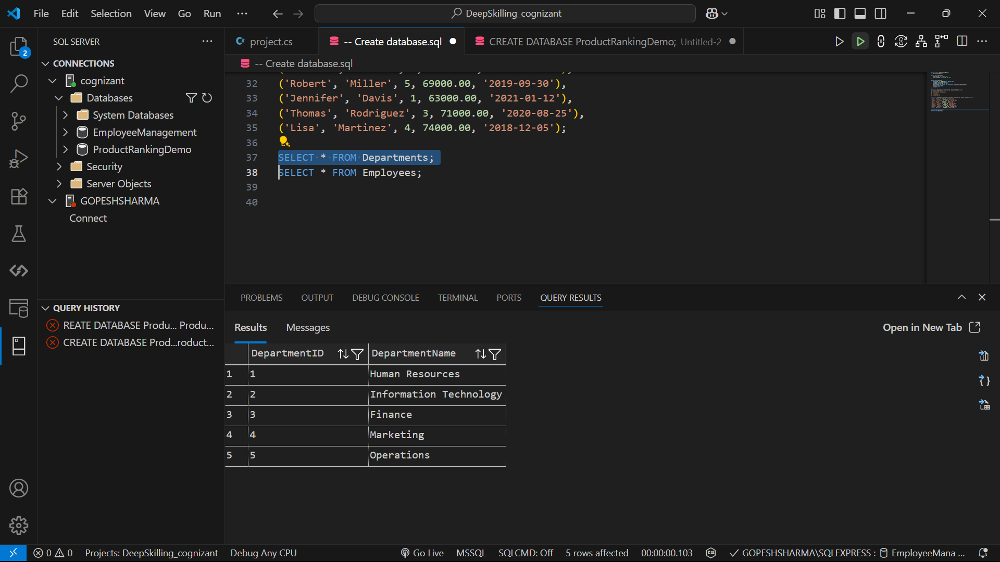 File Edit Selection View Go Run ···
DeepSkilling_cognizant
SQL SERVER ···
project.cs
-- Create database.sql
CREATE DATABASE ProductRankingDemo; Untitled-2
2
-- Create database.sql
CONNECTIONS
cognizant
Databases
System Databases
EmployeeManagement
ProductRankingDemo
Security
Server Objects
GOPESHSHARMA
Connect
32 ('Robert', 'Miller', 5, 69000.00, '2019-09-30'),
33 ('Jennifer', 'Davis', 1, 63000.00, '2021-01-12'),
34 ('Thomas', 'Rodriguez', 3, 71000.00, '2020-08-25'),
35 ('Lisa', 'Martinez', 4, 74000.00, '2018-12-05');
36
37 SELECT * FROM Departments;
38 SELECT * FROM Employees;
39
40
QUERY HISTORY
REATE DATABASE Produ... Produ...
CREATE DATABASE Prod...roduct...
PROBLEMS OUTPUT DEBUG CONSOLE TERMINAL PORTS QUERY RESULTS
Results Messages
Open in New Tab
DepartmentID DepartmentName
1 1 Human Resources
2 2 Information Technology
3 3 Finance
4 4 Marketing
5 5 Operations
0 0 Projects: DeepSkilling_cognizant Debug Any CPU Go Live MSSQL SQLCMD: Off 5 rows affected 00:00:00.103 GOPESHSHARMA\SQLEXPRESS : EmployeeMana ...